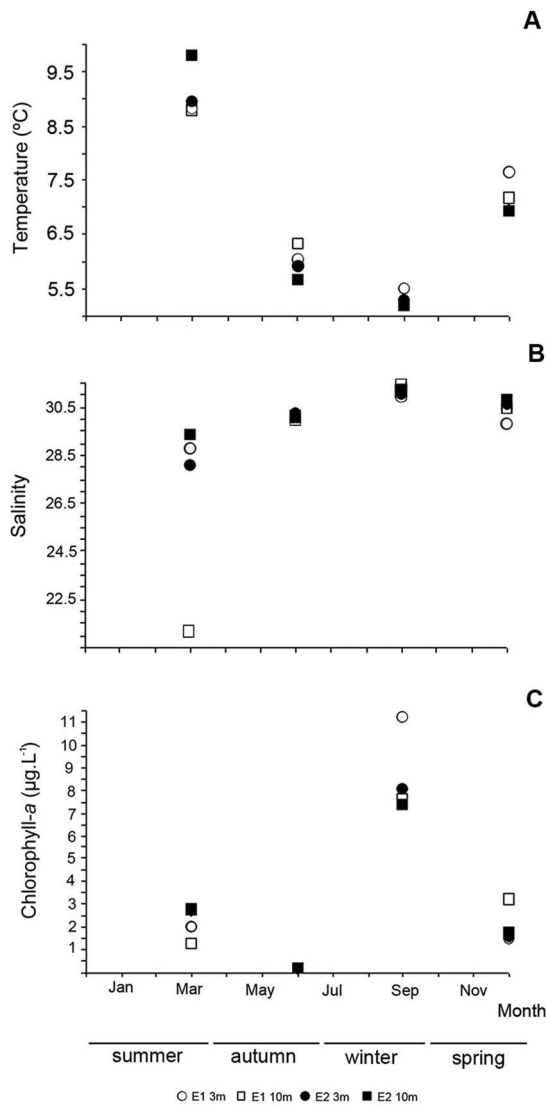 A
9.5
8.5
7.5
6.5
5.5
Temperature (ºC)
B
30.5
28.5
26.5
24.5
22.5
Salinity
C
11
10
9
8
7
6
5
4
3
2
1
Chlorophyll-a (µg.L⁻¹)
Jan Mar May Jul Sep Nov
Month
summer autumn winter spring
E1 3m E1 10m E2 3m E2 10m